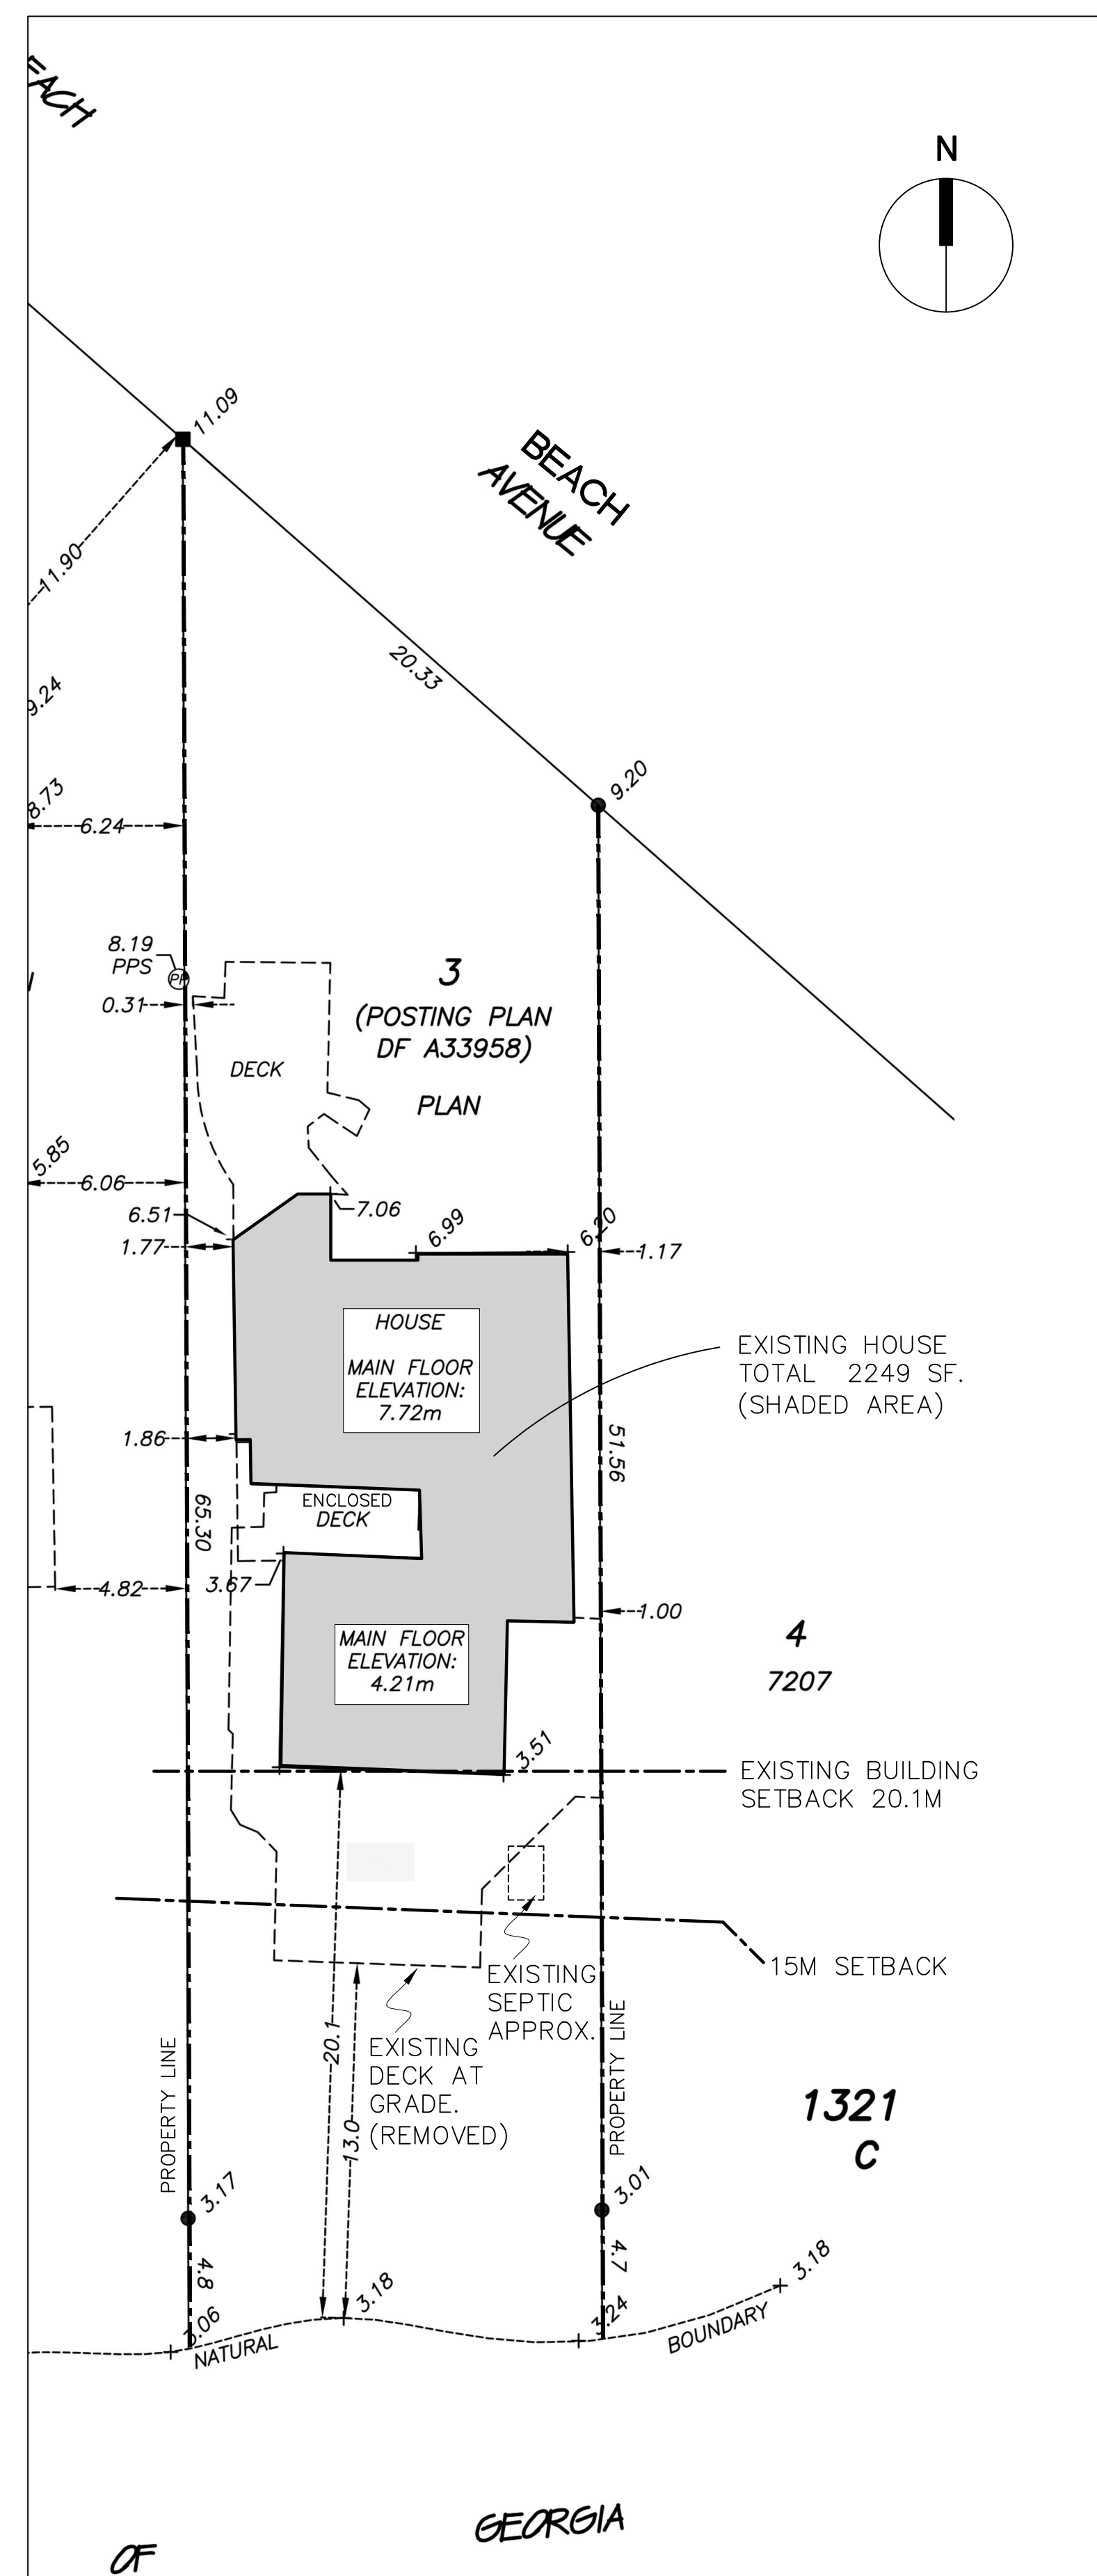 N
11.09
BEACH
AVENUE
11.90
20.33
9.24
9.20
8.73
6.24
8.19
PPS
PP
3
0.31
(POSTING PLAN
DF A33958)
DECK
PLAN
5.85
6.06
6.51
7.06
6.99
6.20
1.77
1.17
HOUSE
MAIN FLOOR
ELEVATION:
7.72m
EXISTING HOUSE
TOTAL 2249 SF.
(SHADED AREA)
1.86
51.56
65.30
ENCLOSED
DECK
3.67
4.82
1.00
MAIN FLOOR
ELEVATION:
4.21m
4
7207
3.51
EXISTING BUILDING
SETBACK 20.1M
15M SETBACK
EXISTING
SEPTIC
APPROX.
20.1
13.0
EXISTING
DECK AT
GRADE.
(REMOVED)
PROPERTY LINE
PROPERTY LINE
1321
C
3.17
3.01
4.8
4.7
3.06
3.18
3.24
3.18
NATURAL
BOUNDARY
GEORGIA
OF